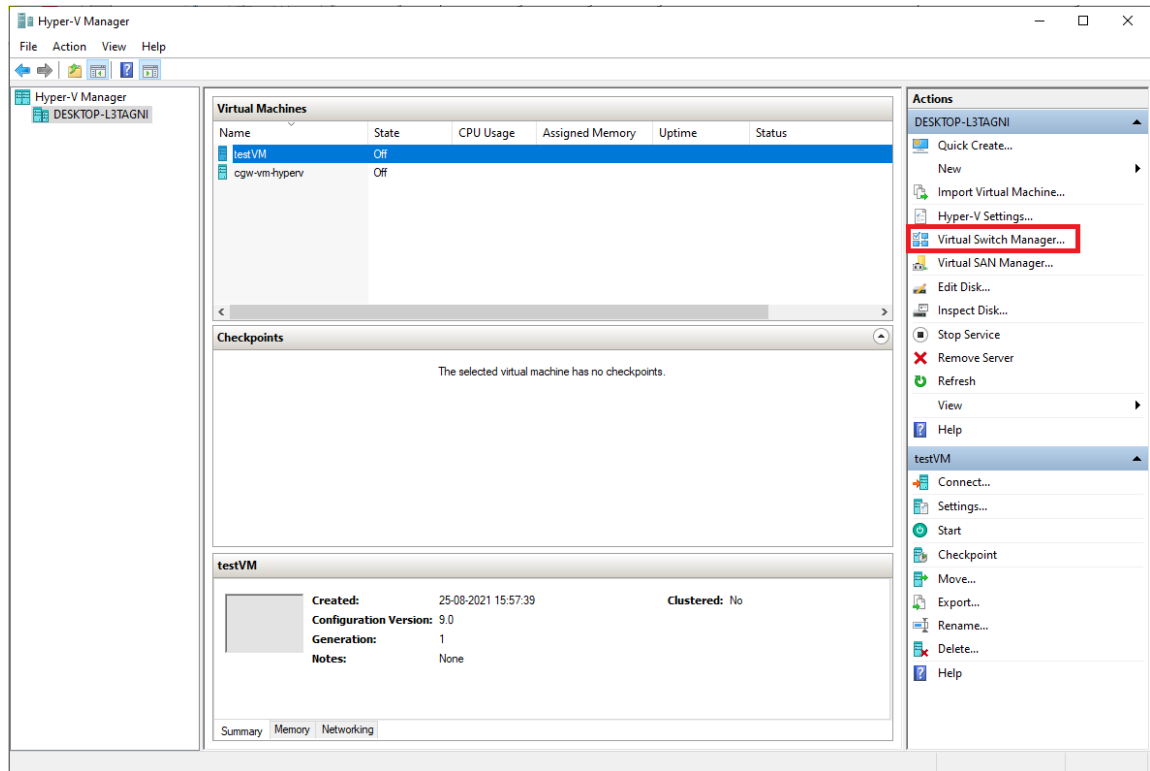 Hyper-V Manager
File Action View Help
Hyper-V Manager
DESKTOP-L3TAGNI
Virtual Machines
Name State CPU Usage Assigned Memory Uptime Status
testVM Off
cgw-vm-hyperv Off
Checkpoints
The selected virtual machine has no checkpoints.
testVM
Created: 25-08-2021 15:57:39 Clustered: No
Configuration Version: 9.0
Generation: 1
Notes: None
Summary Memory Networking
Actions
DESKTOP-L3TAGNI
Quick Create...
New
Import Virtual Machine...
Hyper-V Settings...
Virtual Switch Manager...
Virtual SAN Manager...
Edit Disk...
Inspect Disk...
Stop Service
Remove Server
Refresh
View
Help
testVM
Connect...
Settings...
Start
Checkpoint
Move...
Export...
Rename...
Delete...
Help